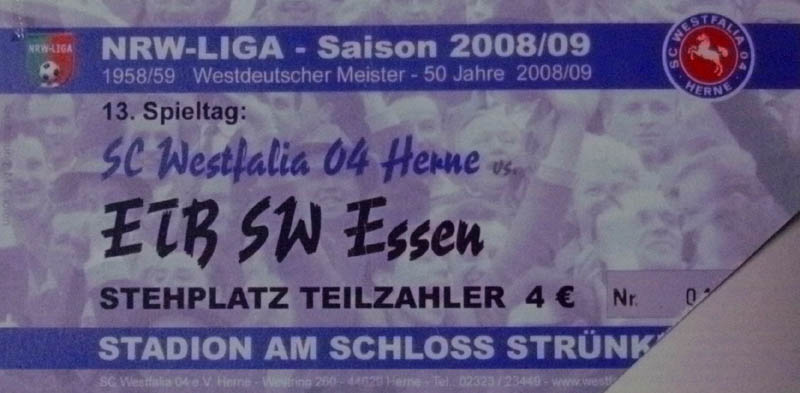 NRW-LIGA
NRW-LIGA - Saison 2008/09
1958/59 Westdeutscher Meister - 50 Jahre 2008/09
SC WESTFALIA 04 HERNE
13. Spieltag:
SC Westfalia 04 Herne vs.
ETB SW Essen
STEHPLATZ TEILZAHLER 4 €
Nr. 0
STADION AM SCHLOSS STRÜNK
SC Westfalia 04 e.V. Herne - Westring 260 - 44629 Herne - Tel.: 02323 / 23449 - www.westf